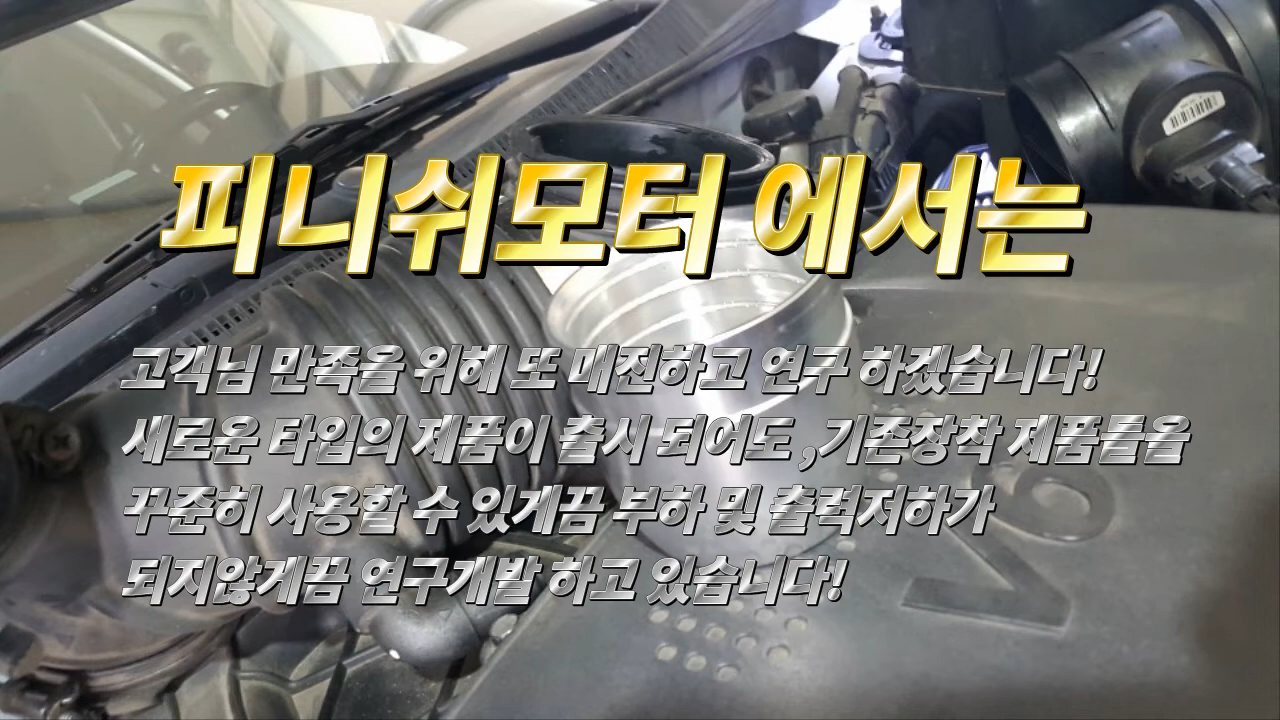 피니쉬모터 에서는
고객님 만족을 위해 또 매진하고 연구 하겠습니다!
새로운 타입의 제품이 출시 되어도 ,기존장착 제품들을
꾸준히 사용할 수 있게끔 부하 및 출력저하가
되지않게끔 연구개발 하고 있습니다!
V6